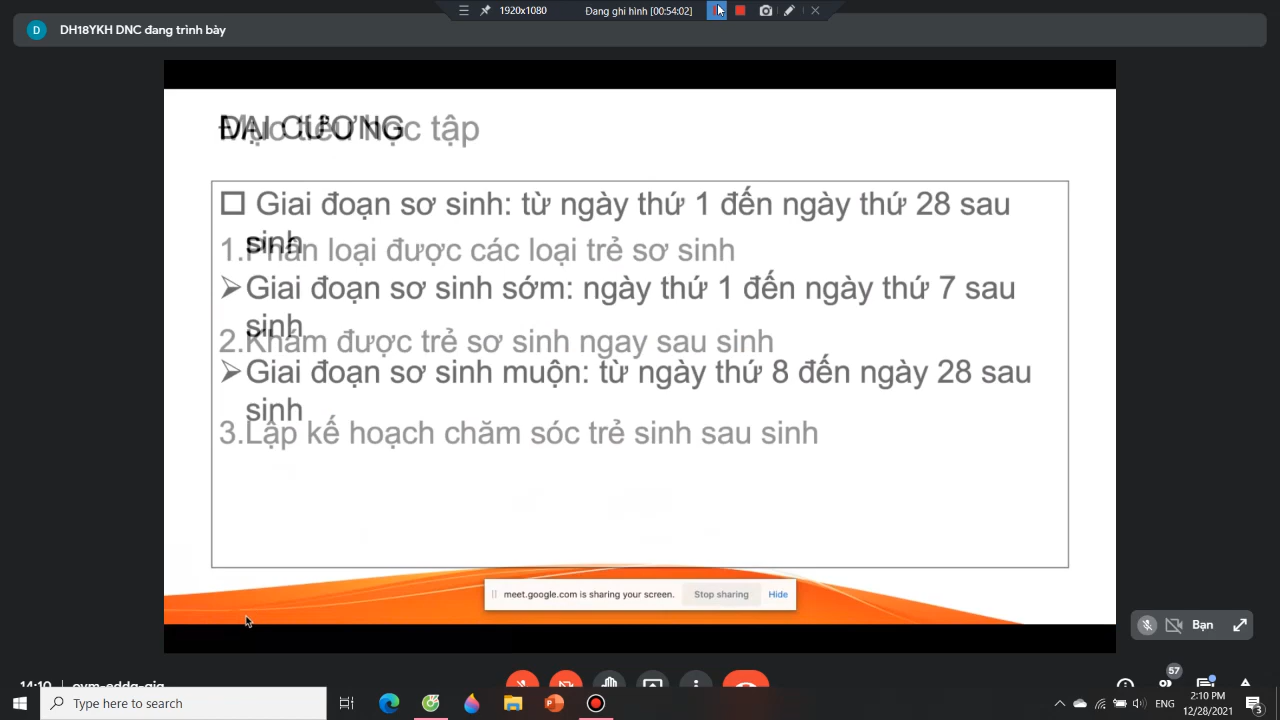 1920x1080
Đang ghi hình [00:54:02]
D
DH18YKH DNC đang trình bày
ĐẠI CƯƠNG
Mục tiêu học tập
Giai đoạn sơ sinh: từ ngày thứ 1 đến ngày thứ 28 sau
sinh
1.Phân loại được các loại trẻ sơ sinh
Giai đoạn sơ sinh sớm: ngày thứ 1 đến ngày thứ 7 sau
sinh
2.Khám được trẻ sơ sinh ngay sau sinh
Giai đoạn sơ sinh muộn: từ ngày thứ 8 đến ngày 28 sau
sinh
3.Lập kế hoạch chăm sóc trẻ sinh sau sinh
meet.google.com is sharing your screen.
Stop sharing
Hide
Bạn
57
14:10
Type here to search
ENG
2:10 PM
12/28/2021
3